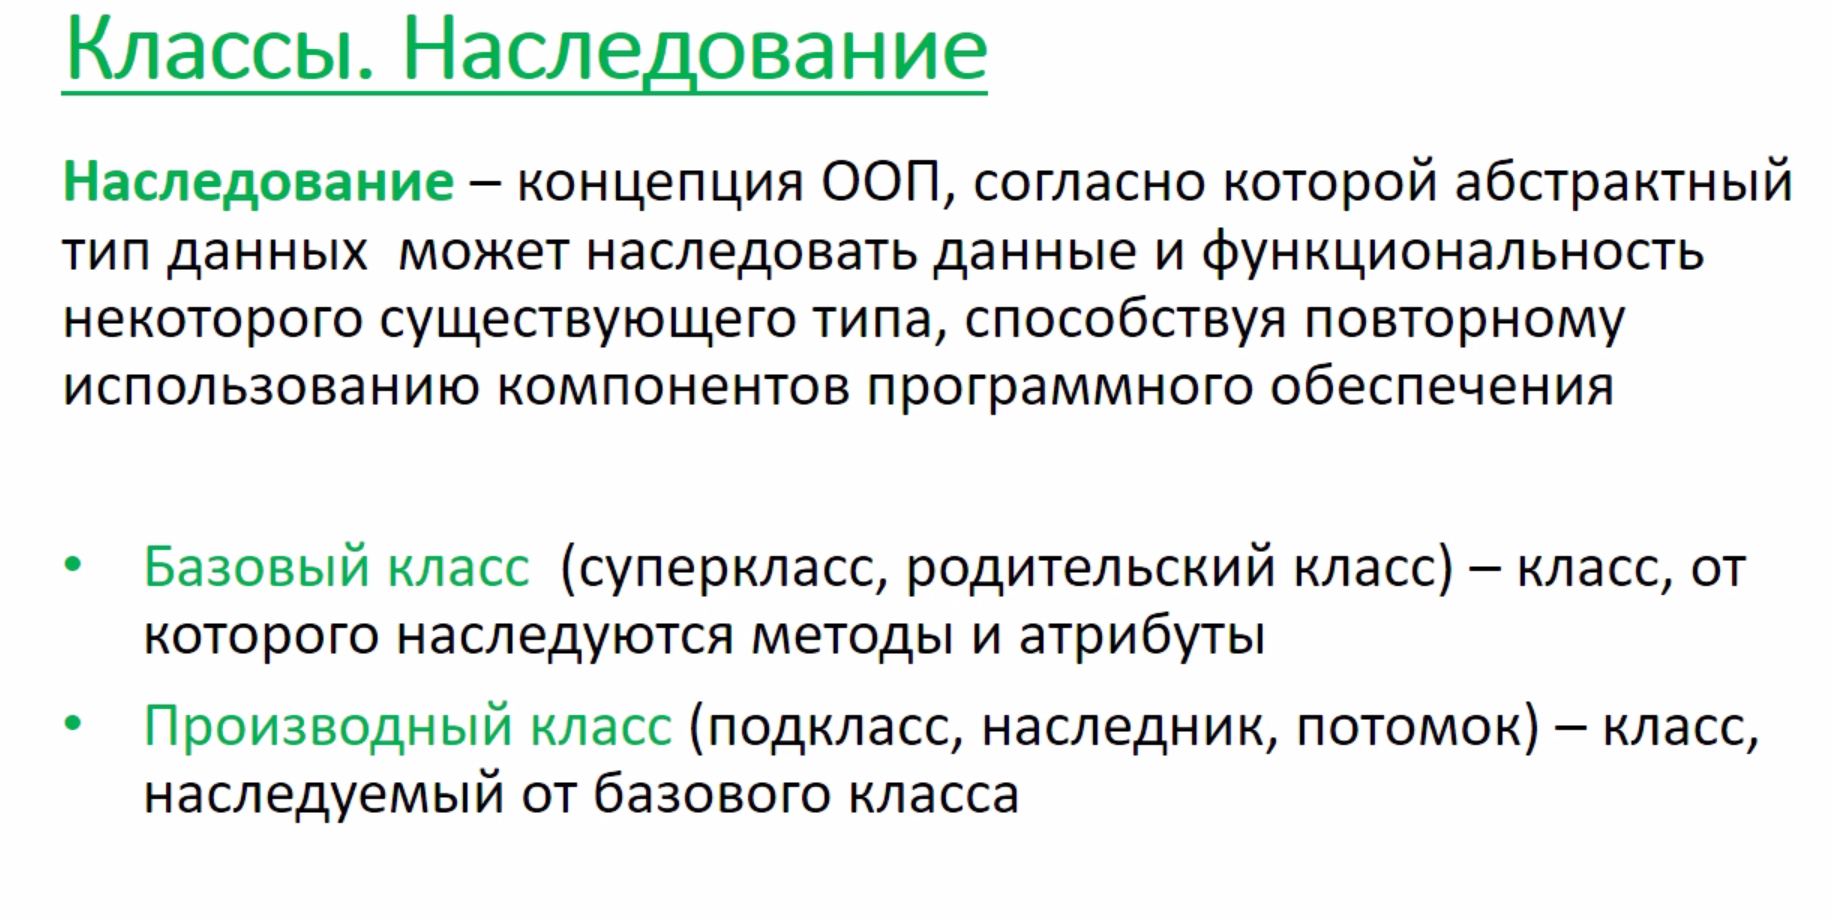 Классы. Наследование
Наследование – концепция ООП, согласно которой абстрактный
тип данных может наследовать данные и функциональность
некоторого существующего типа, способствуя повторному
использованию компонентов программного обеспечения
• Базовый класс (суперкласс, родительский класс) – класс, от
которого наследуются методы и атрибуты
• Производный класс (подкласс, наследник, потомок) – класс,
наследуемый от базового класса